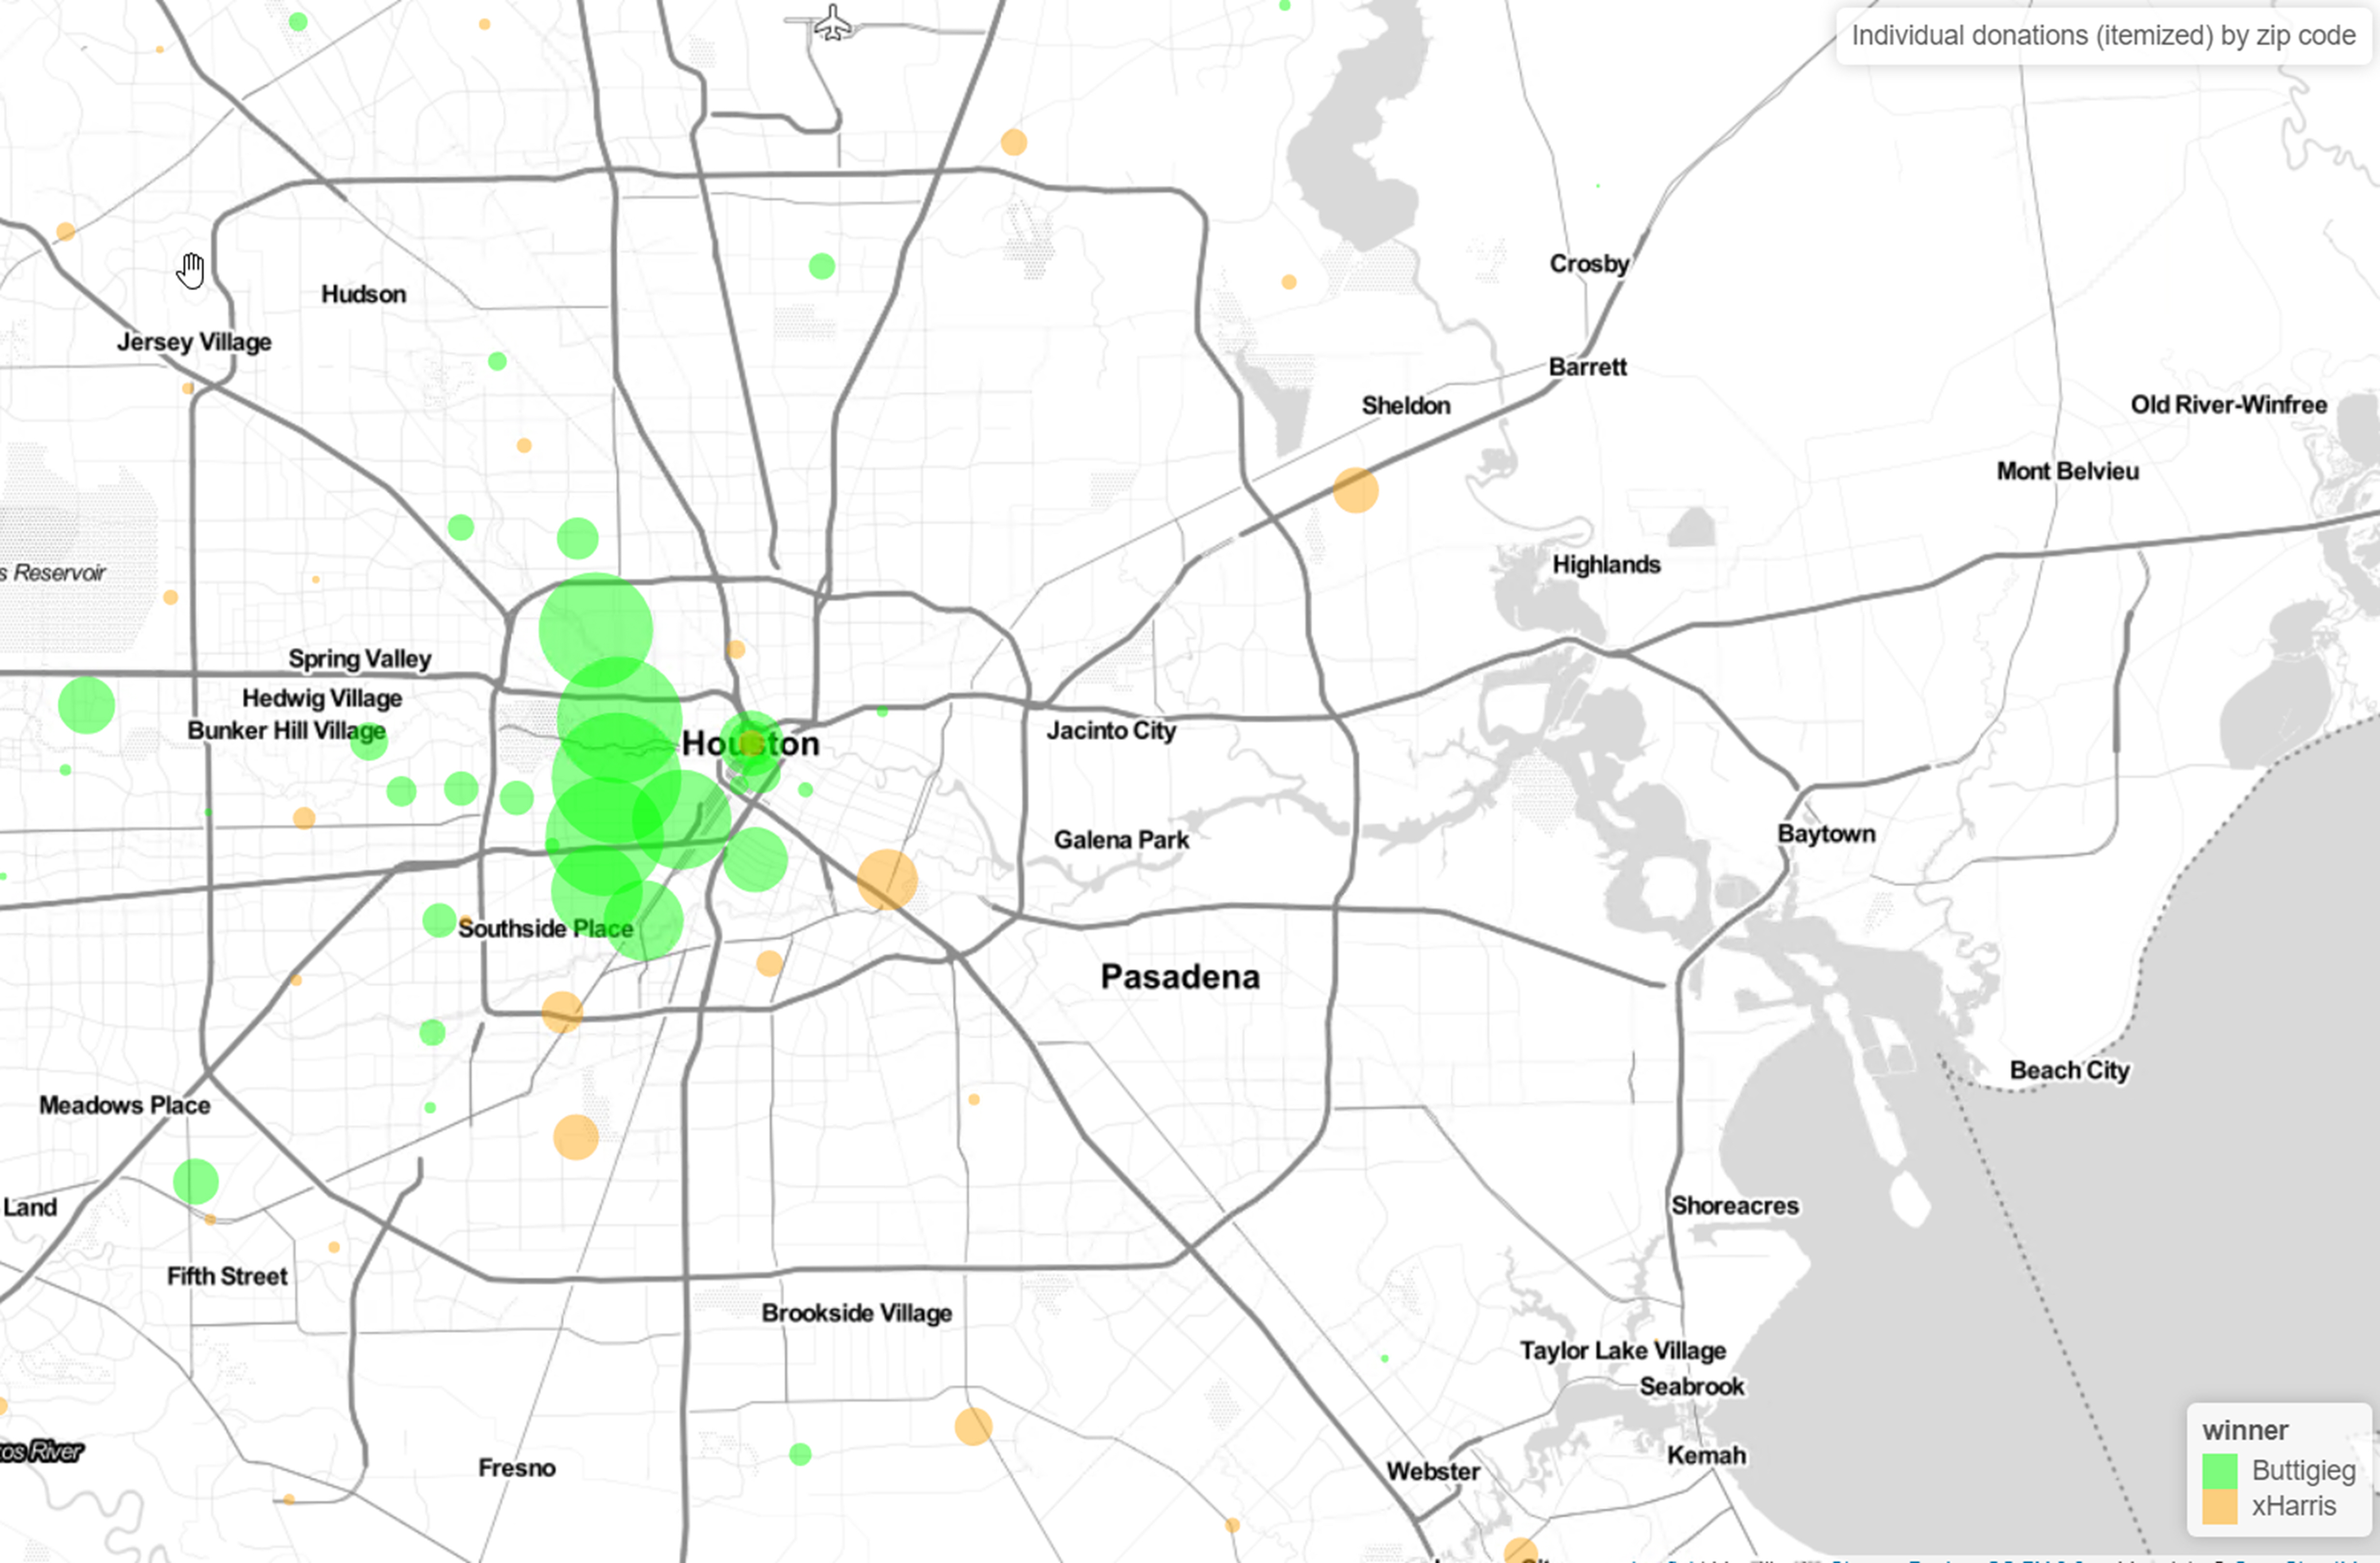 Individual donations (itemized) by zip code
Crosby
Hudson
Jersey Village
Barrett
Sheldon
Old River-Winfree
Mont Belvieu
Highlands
s Reservoir
Spring Valley
Hedwig Village
Bunker Hill Village
Houston
Jacinto City
Galena Park
Baytown
Southside Place
Pasadena
Beach City
Meadows Place
Land
Shoreacres
Fifth Street
Brookside Village
Taylor Lake Village
Seabrook
os River
Fresno
Webster
Kemah
winner
Buttigieg
xHarris